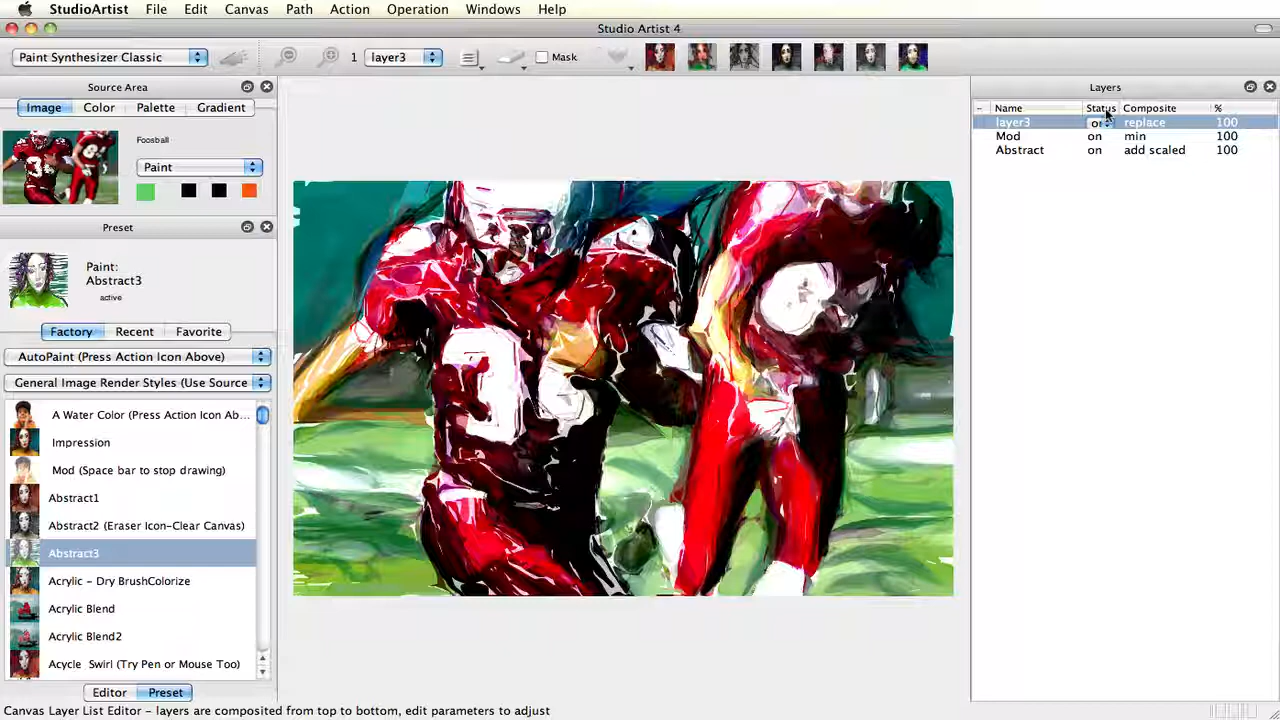 StudioArtist File Edit Canvas Path Action Operation Windows Help
Studio Artist 4
Paint Synthesizer Classic 1 layer3 Mask
Source Area
Image Color Palette Gradient
Foosball
Paint
Preset
Paint:
Abstract3
active
Factory Recent Favorite
AutoPaint (Press Action Icon Above)
General Image Render Styles (Use Source
A Water Color (Press Action Icon Ab...
Impression
Mod (Space bar to stop drawing)
Abstract1
Abstract2 (Eraser Icon-Clear Canvas)
Abstract3
Acrylic - Dry BrushColorize
Acrylic Blend
Acrylic Blend2
Acycle Swirl (Try Pen or Mouse Too)
Editor Preset
Canvas Layer List Editor - layers are composited from top to bottom, edit parameters to adjust
Layers
Name Status Composite %
layer3 on replace 100
Mod on min 100
Abstract on add scaled 100